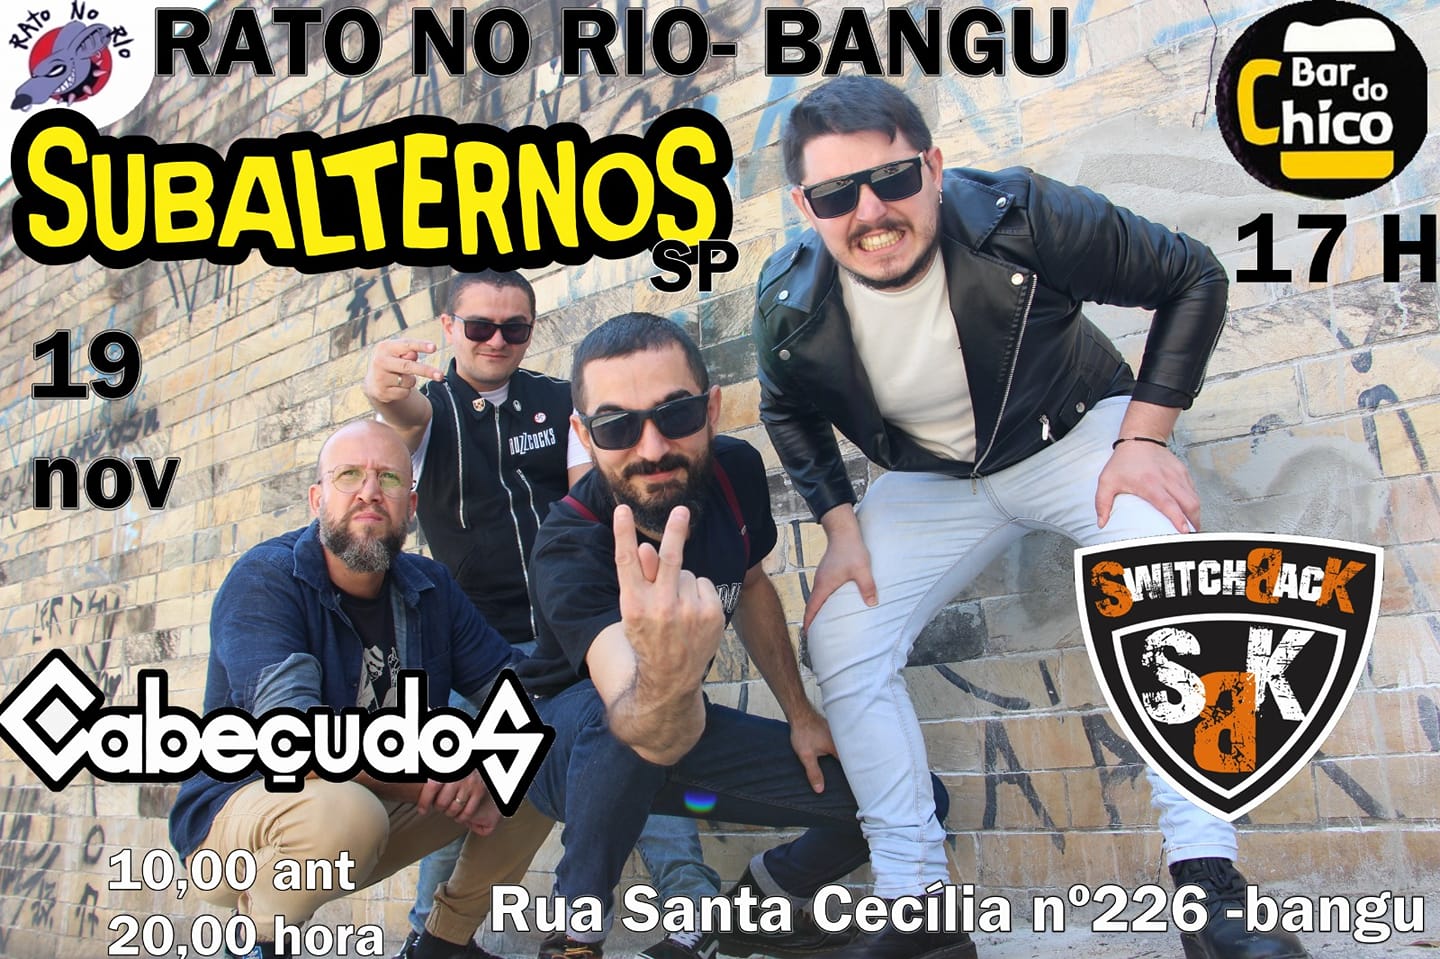 RATO NO RIO
RATO NO RIO- BANGU
Bar do
Chico
SUBALTERNOS
SP
17 H
19
nov
BUZZCOCKS
SWITCHBACK
SBK
Cabeçudos
10,00 ant
20,00 hora
Rua Santa Cecília nº226 -bangu